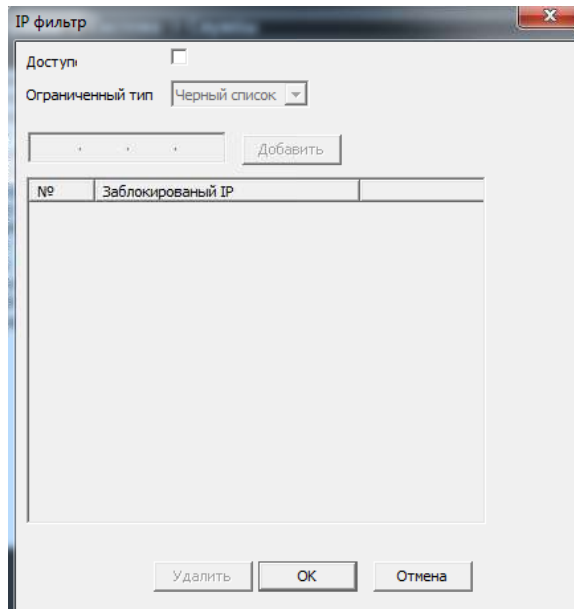 IP фильтр
Доступ
Ограниченный тип Черный список
. . . Добавить
№ Заблокированый IP
Удалить OK Отмена